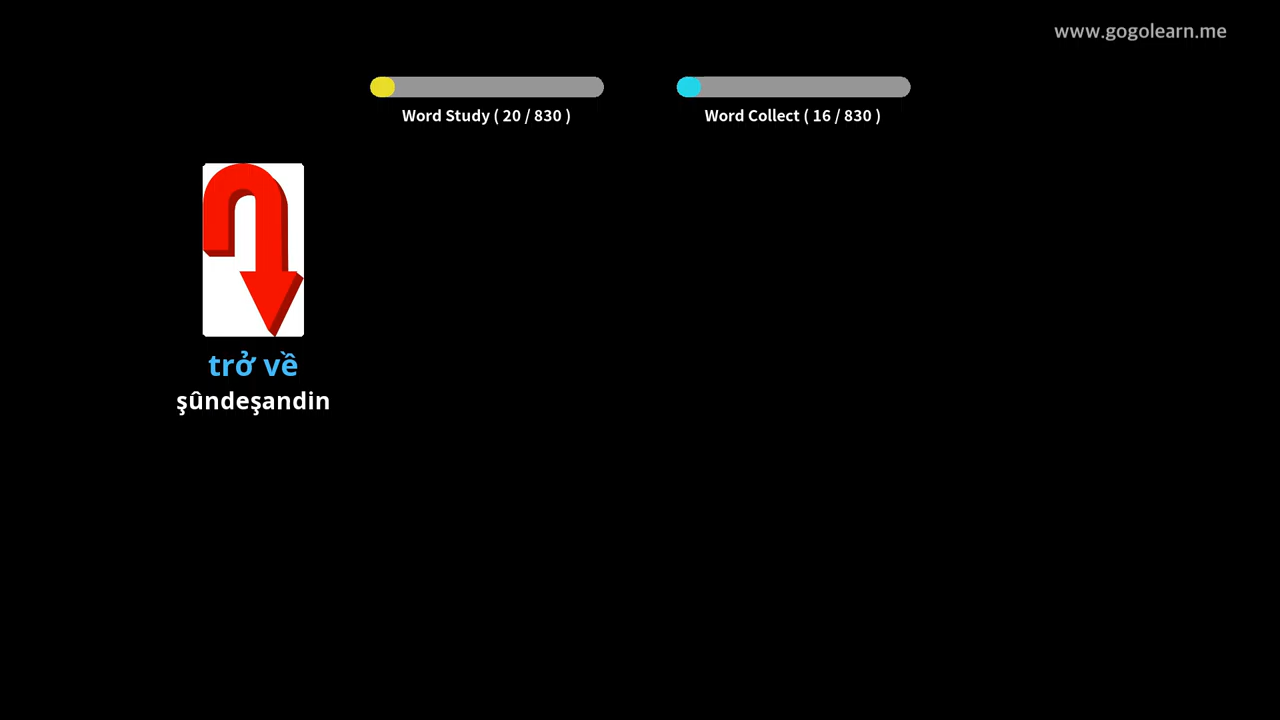 www.gogolearn.me
Word Study ( 20 / 830 )
Word Collect ( 16 / 830 )
trở về
şûndeşandin